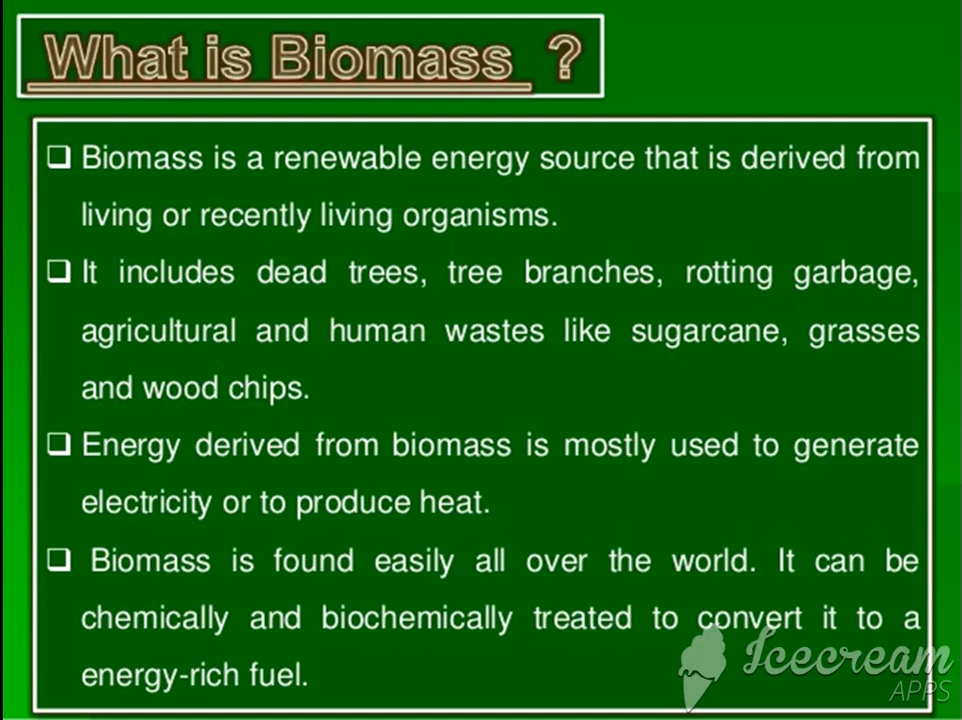 What is Biomass ?
❑ Biomass is a renewable energy source that is derived from
living or recently living organisms.
❑ It includes dead trees, tree branches, rotting garbage,
agricultural and human wastes like sugarcane, grasses
and wood chips.
❑ Energy derived from biomass is mostly used to generate
electricity or to produce heat.
❑ Biomass is found easily all over the world. It can be
chemically and biochemically treated to convert it to a
energy-rich fuel.
Icecream
APPS